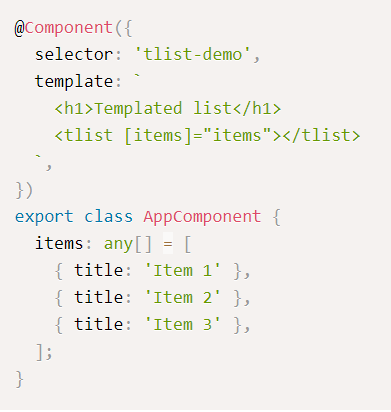 @Component({
  selector: 'tlist-demo',
  template: `
    <h1>Templated list</h1>
    <tlist [items]="items"></tlist>
  `,
})
export class AppComponent {
  items: any[] = [
    { title: 'Item 1' },
    { title: 'Item 2' },
    { title: 'Item 3' },
  ];
}